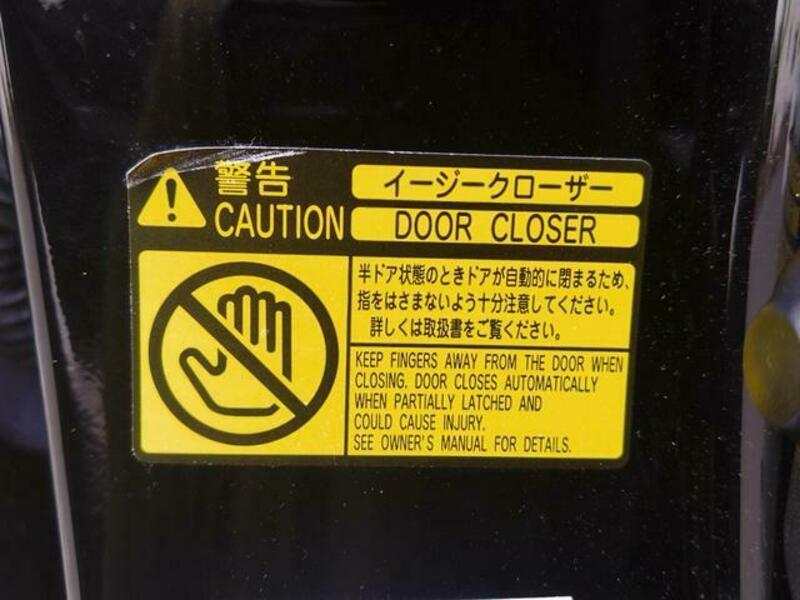 警告
CAUTION
イージークローザー
DOOR CLOSER
半ドア状態のときドアが自動的に閉まるため、
指をはさまないよう十分注意してください。
詳しくは取扱書をご覧ください。
KEEP FINGERS AWAY FROM THE DOOR WHEN
CLOSING. DOOR CLOSES AUTOMATICALLY
WHEN PARTIALLY LATCHED AND
COULD CAUSE INJURY.
SEE OWNER'S MANUAL FOR DETAILS.